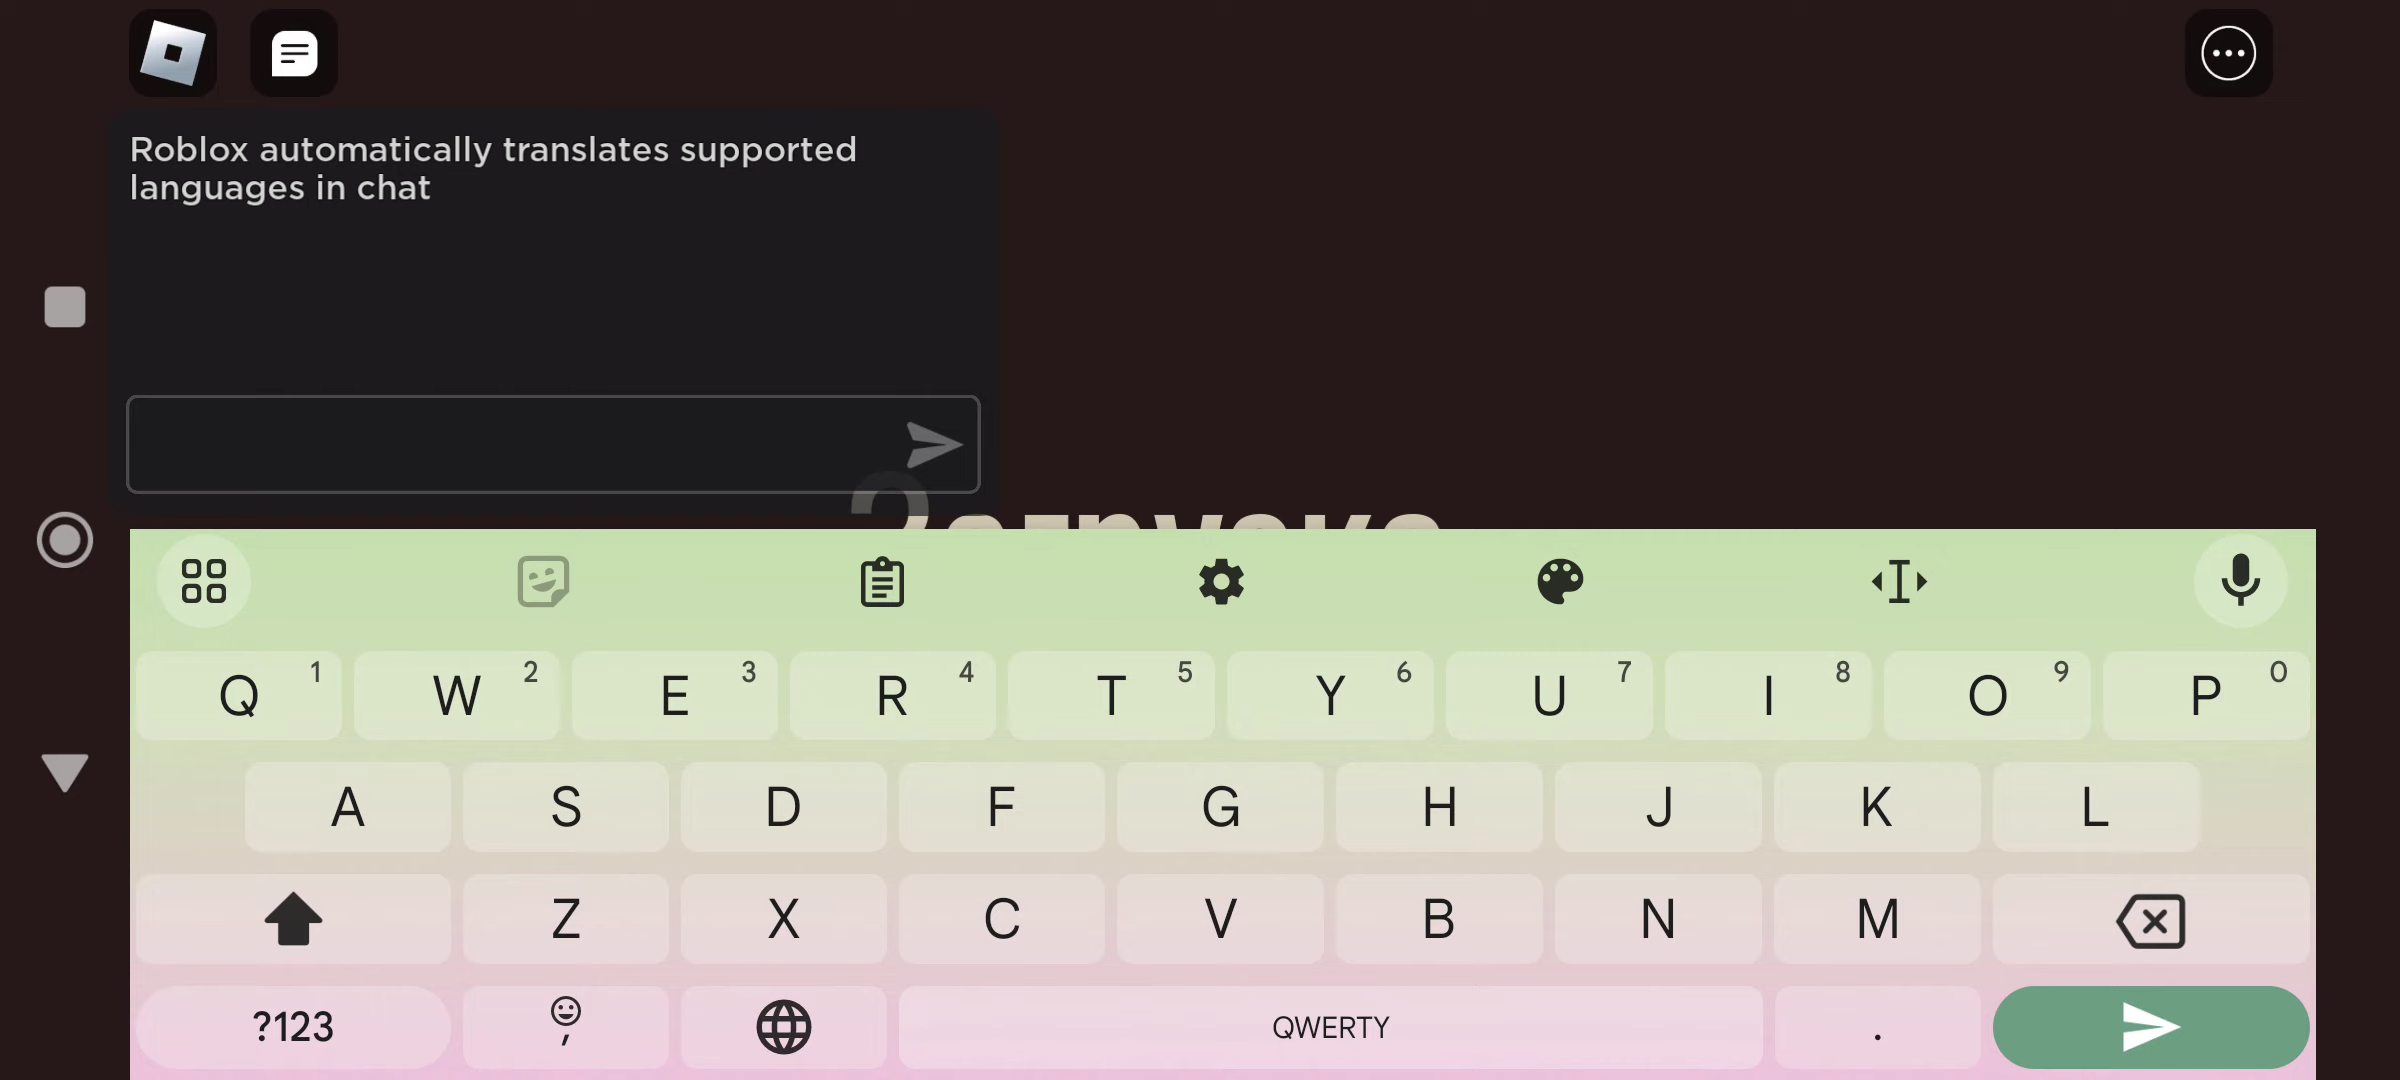 Roblox automatically translates supported
languages in chat
Q 1 W 2 E 3 R 4 T 5 Y 6 U 7 I 8 O 9 P 0
A S D F G H J K L
Z X C V B N M
?123 , QWERTY .